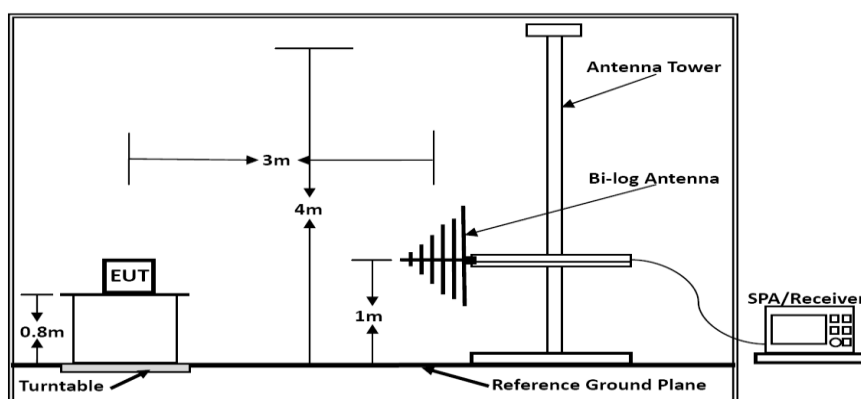 Antenna Tower
3m
Bi-log Antenna
4m
EUT
SPA/Receiver
0.8m
1m
Turntable
Reference Ground Plane